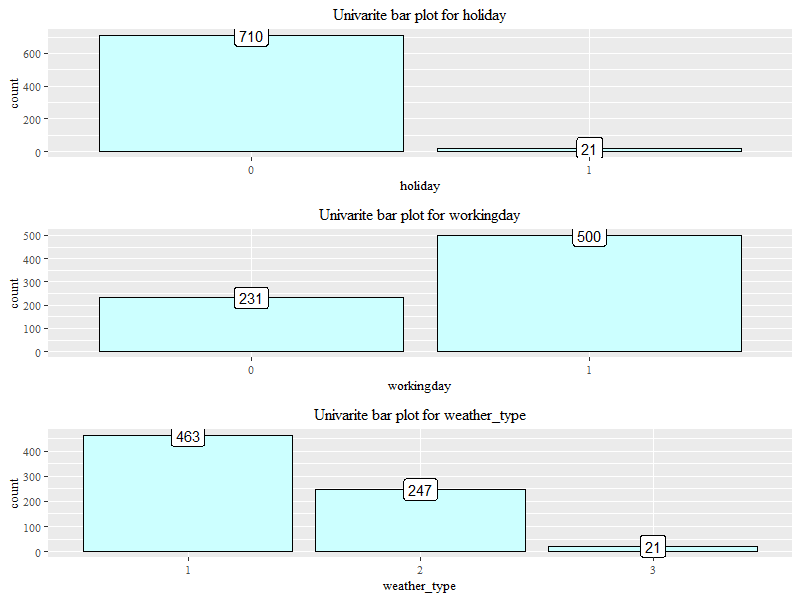 Univarite bar plot for holiday
710
600
400
200
0
21
count
0 1
holiday
Univarite bar plot for workingday
500
500
400
300
231
200
100
0
count
0 1
workingday
Univarite bar plot for weather_type
463
400
300
247
200
100
21
0
count
1 2 3
weather_type